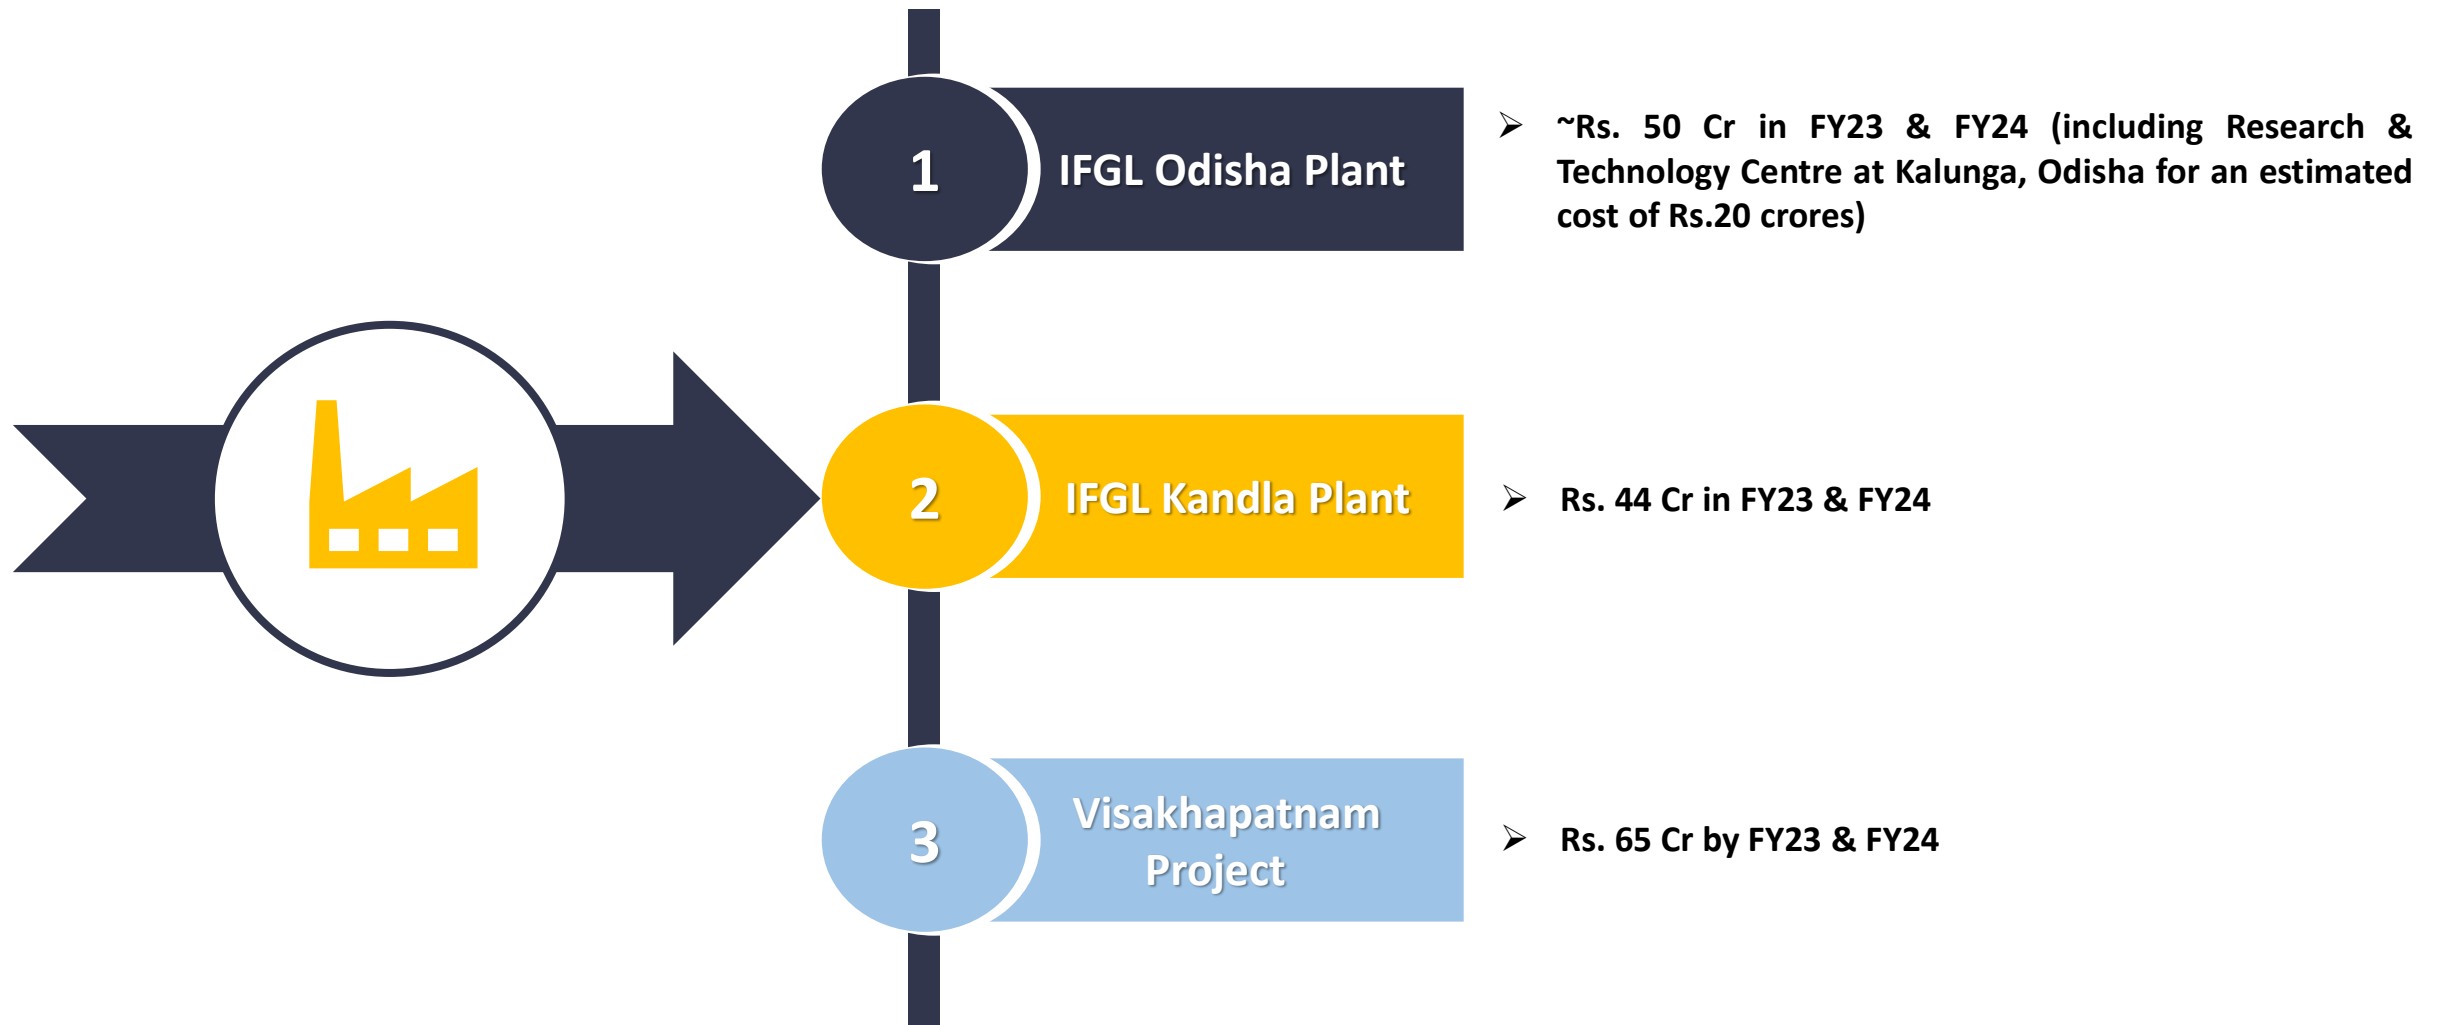 1
IFGL Odisha Plant
~Rs. 50 Cr in FY23 & FY24 (including Research &
Technology Centre at Kalunga, Odisha for an estimated
cost of Rs.20 crores)
2
IFGL Kandla Plant
Rs. 44 Cr in FY23 & FY24
3
Visakhapatnam
Project
Rs. 65 Cr by FY23 & FY24